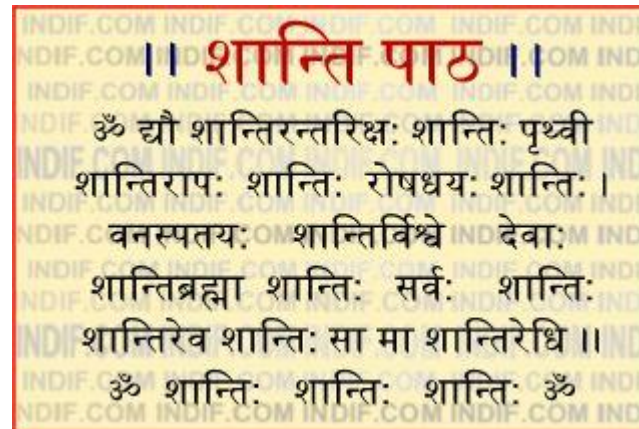 ।। शान्ति पाठ ।।
ॐ द्यौ शान्तिरन्तरिक्ष: शान्ति: पृथ्वी
शान्तिराप: शान्ति: रोषधय: शान्ति: ।
वनस्पतय: शान्तिर्विश्वे देवा:
शान्तिब्रह्मा शान्ति: सर्व: शान्ति:
शान्तिरेव शान्ति: सा मा शान्तिरेधि ॥
ॐ शान्ति: शान्ति: शान्ति: ॐ